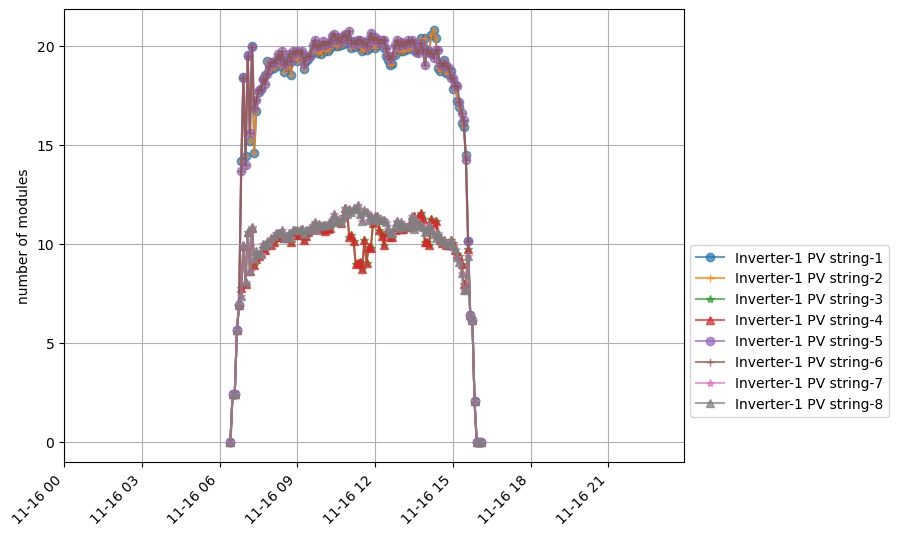 number of modules
20
15
10
5
0
11-16 00
11-16 03
11-16 06
11-16 09
11-16 12
11-16 15
11-16 18
11-16 21
Inverter-1 PV string-1
Inverter-1 PV string-2
Inverter-1 PV string-3
Inverter-1 PV string-4
Inverter-1 PV string-5
Inverter-1 PV string-6
Inverter-1 PV string-7
Inverter-1 PV string-8